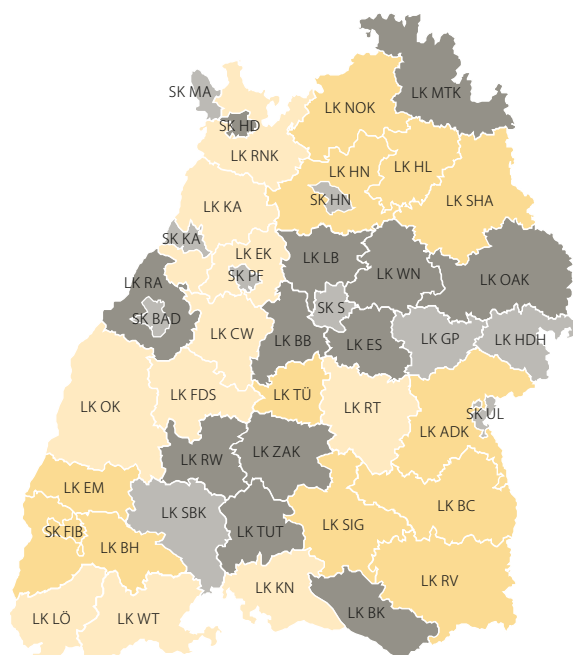 SK MA
LK MTK
LK NOK
SK HD
LK RNK
LK HL
LK HN
SK HN
LK SHA
LK KA
SK KA
LK EK
LK LB
SK PF
LK WN
LK OAK
LK RA
SK S
SK BAD
LK CW
LK BB
LK ES
LK GP
LK HDH
LK FDS
LK TÜ
LK RT
LK OK
SK UL
LK ADK
LK ZAK
LK RW
LK EM
LK BC
LK SBK
LK SIG
SK FIB
LK TUT
LK BH
LK RV
LK KN
LK BK
LK LÖ
LK WT